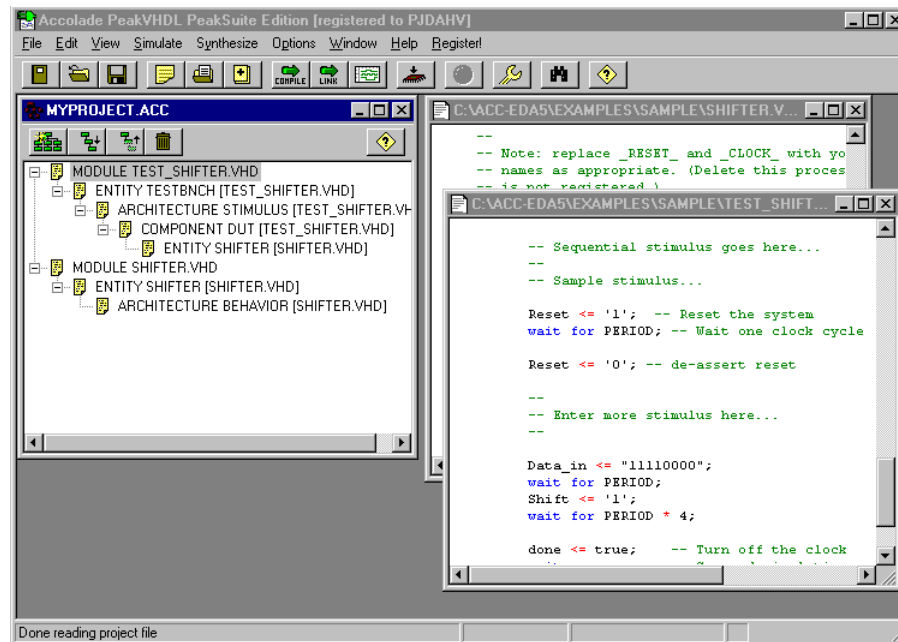 Accolade PeakVHDL PeakSuite Edition [registered to PJDAHV]
File Edit View Simulate Synthesize Options Window Help Register!
COMPILE LINK
MYPROJECT.ACC
MODULE TEST_SHIFTER.VHD
ENTITY TESTBNCH [TEST_SHIFTER.VHD]
ARCHITECTURE STIMULUS [TEST_SHIFTER.VH
COMPONENT DUT [TEST_SHIFTER.VHD]
ENTITY SHIFTER [SHIFTER.VHD]
MODULE SHIFTER.VHD
ENTITY SHIFTER [SHIFTER.VHD]
ARCHITECTURE BEHAVIOR [SHIFTER.VHD]
C:\ACC-EDA5\EXAMPLES\SAMPLE\SHIFTER.V...
--
-- Note: replace _RESET_ and _CLOCK_ with yo
-- names as appropriate. (Delete this proces
-- is not registered.)
C:\ACC-EDA5\EXAMPLES\SAMPLE\TEST_SHIFT...
-- Sequential stimulus goes here...
--
-- Sample stimulus...
Reset <= '1'; -- Reset the system
wait for PERIOD; -- Wait one clock cycle
Reset <= '0'; -- de-assert reset
--
-- Enter more stimulus here...
--
Data_in <= "11110000";
wait for PERIOD;
Shift <= '1';
wait for PERIOD * 4;
done <= true; -- Turn off the clock
Done reading project file